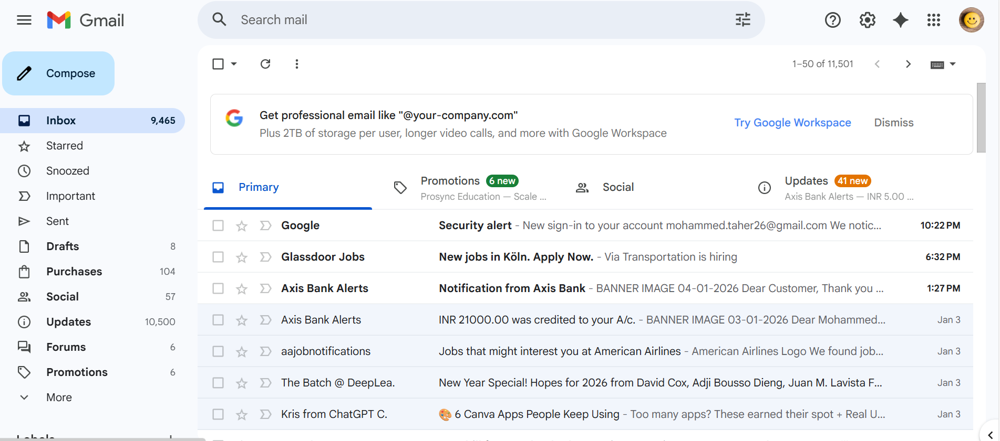 Gmail
Search mail
Compose
1–50 of 11,501
Inbox 9,465
Starred
Snoozed
Important
Sent
Drafts 8
Purchases 104
Social 57
Updates 10,500
Forums 6
Promotions 6
More
Labels
Get professional email like "@your-company.com"
Plus 2TB of storage per user, longer video calls, and more with Google Workspace
Try Google Workspace Dismiss
Primary
Promotions 6 new
Prosync Education — Scale ...
Social
Updates 41 new
Axis Bank Alerts — INR 5.00 ...
Google Security alert - New sign-in to your account mohammed.taher26@gmail.com We notic... 10:22 PM
Glassdoor Jobs New jobs in Köln. Apply Now. - Via Transportation is hiring 6:32 PM
Axis Bank Alerts Notification from Axis Bank - BANNER IMAGE 04-01-2026 Dear Customer, Thank you ... 1:27 PM
Axis Bank Alerts INR 21000.00 was credited to your A/c. - BANNER IMAGE 03-01-2026 Dear Mohammed... Jan 3
aajobnotifications Jobs that might interest you at American Airlines - American Airlines Logo We found job... Jan 3
The Batch @ DeepLea. New Year Special! Hopes for 2026 from David Cox, Adji Bousso Dieng, Juan M. Lavista F... Jan 3
Kris from ChatGPT C. 🎨 6 Canva Apps People Keep Using - Too many apps? These earned their spot + Real U... Jan 3